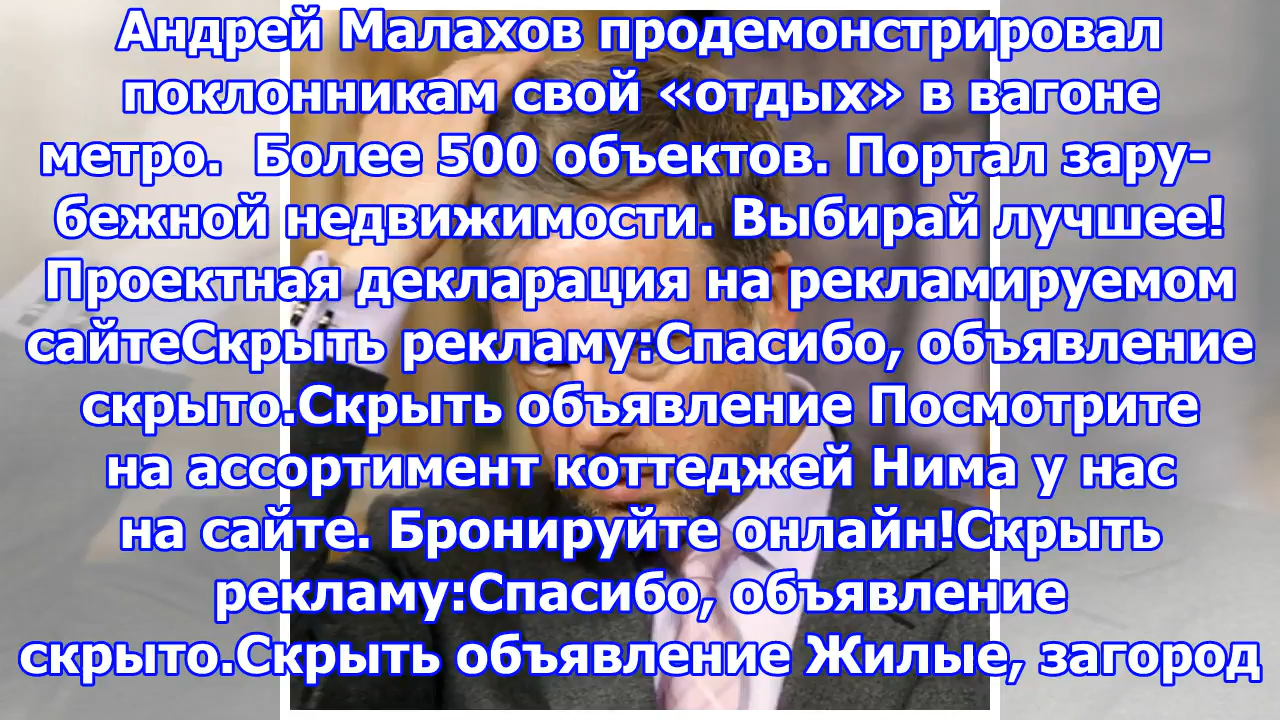 Андрей Малахов продемонстрировал
поклонникам свой «отдых» в вагоне
метро.  Более 500 объектов. Портал зару-
бежной недвижимости. Выбирай лучшее!
Проектная декларация на рекламируемом
сайтеСкрыть рекламу:Спасибо, объявление
скрыто.Скрыть объявление Посмотрите
на ассортимент коттеджей Нима у нас
на сайте. Бронируйте онлайн!Скрыть
рекламу:Спасибо, объявление
скрыто.Скрыть объявление Жилые, загород